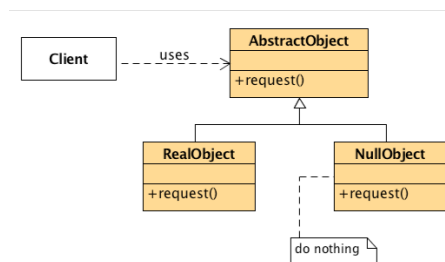 AbstractObject
Client
uses
+request()
RealObject
NullObject
+request()
+request()
do nothing